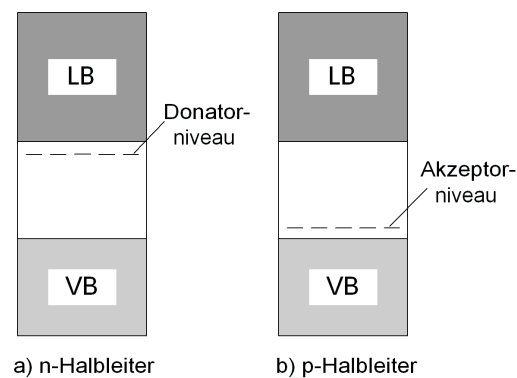 LB
Donator-
niveau
VB
a) n-Halbleiter
LB
Akzeptor-
niveau
VB
b) p-Halbleiter